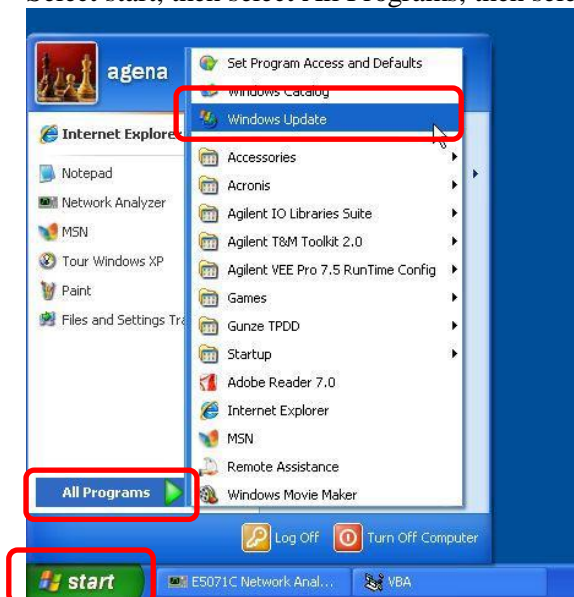 agena
Internet Explorer
Notepad
Network Analyzer
MSN
Tour Windows XP
Paint
Files and Settings Tra
All Programs
Set Program Access and Defaults
Windows Catalog
Windows Update
Accessories
Acronis
Agilent IO Libraries Suite
Agilent T&M Toolkit 2.0
Agilent VEE Pro 7.5 RunTime Config
Games
Gunze TPDD
Startup
Adobe Reader 7.0
Internet Explorer
MSN
Remote Assistance
Windows Movie Maker
Log Off Turn Off Computer
start E5071C Network Anal... VBA